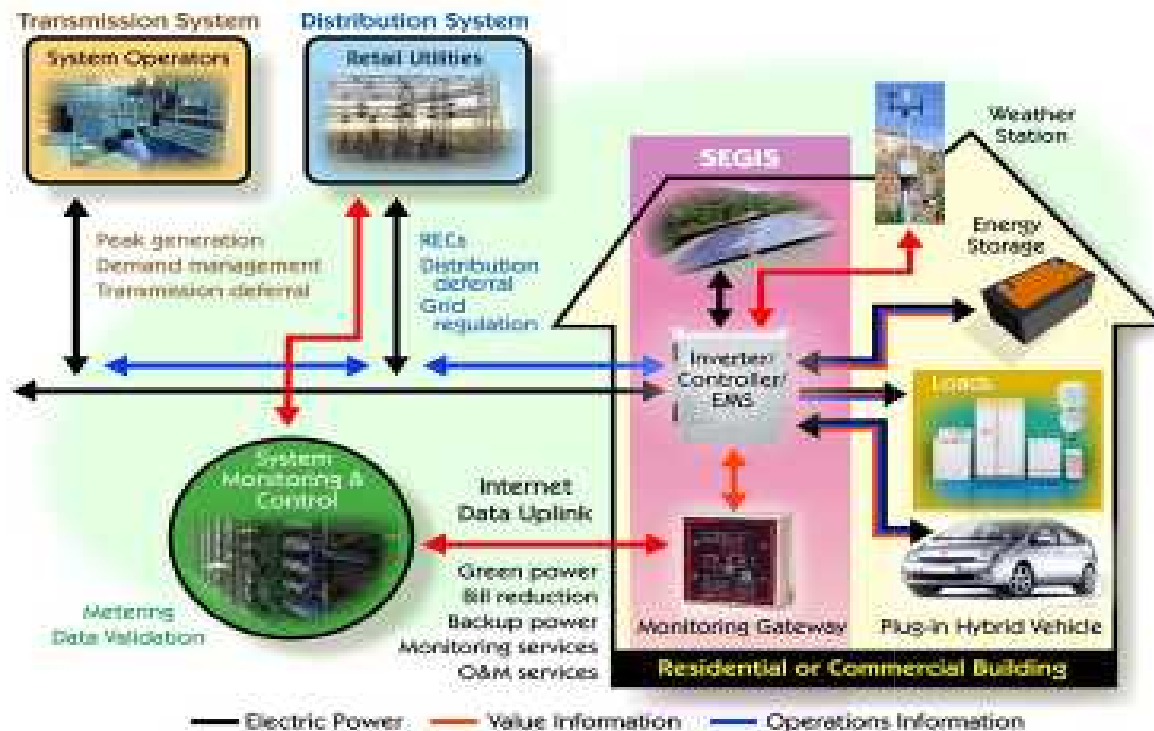 Transmission System
System Operators
Distribution System
Retail Utilities
Peak generation
Demand management
Transmission deferral
RECs
Distribution
deferral
Grid
regulation
SEGIS
Weather
Station
Energy
Storage
Inverter/
Controller/
EMS
Loads
System
Monitoring &
Control
Internet
Data Uplink
Green power
Bill reduction
Backup power
Monitoring services
O&M services
Metering
Data Validation
Monitoring Gateway
Plug-in Hybrid Vehicle
Residential or Commercial Building
Electric Power
Value Information
Operations Information